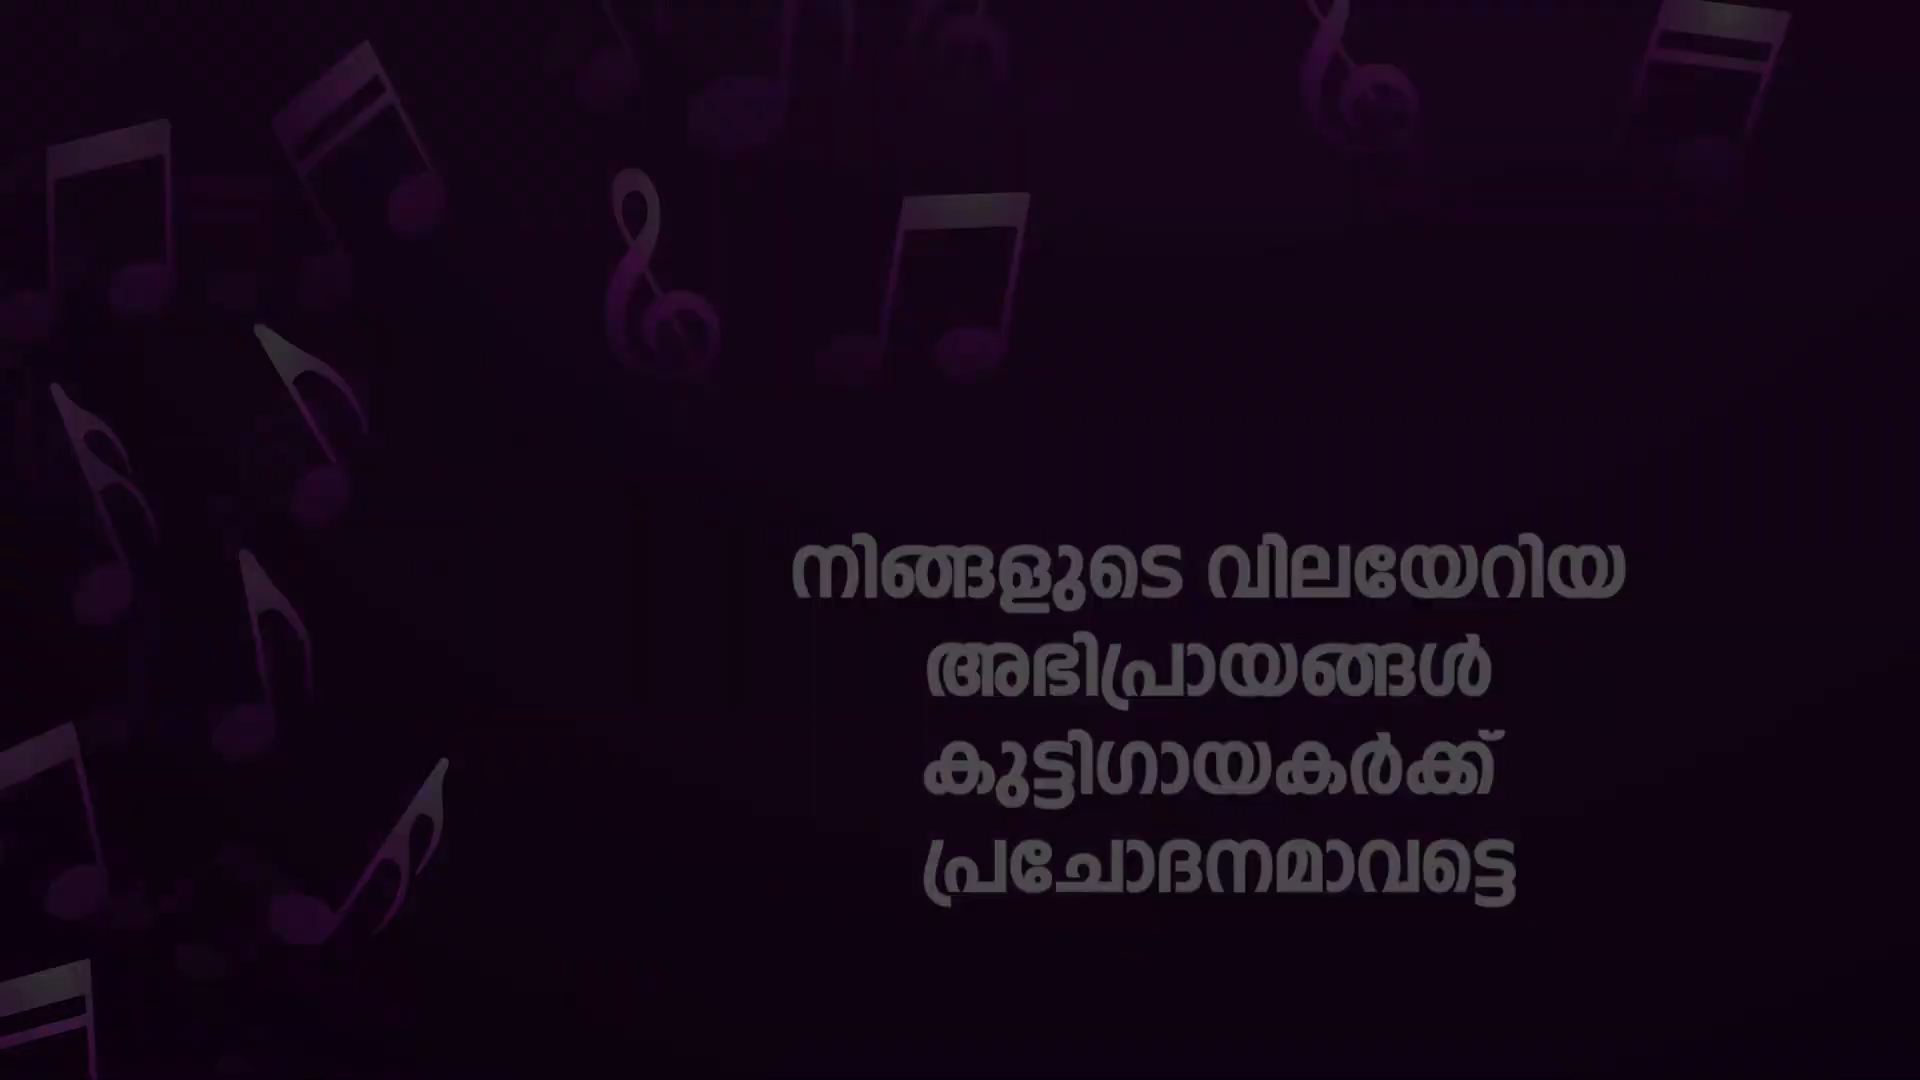 നിങ്ങളുടെ വിലയേറിയ
അഭിപ്രായങ്ങൾ
കുട്ടിഗായകർക്ക്
പ്രചോദനമാവട്ടെ